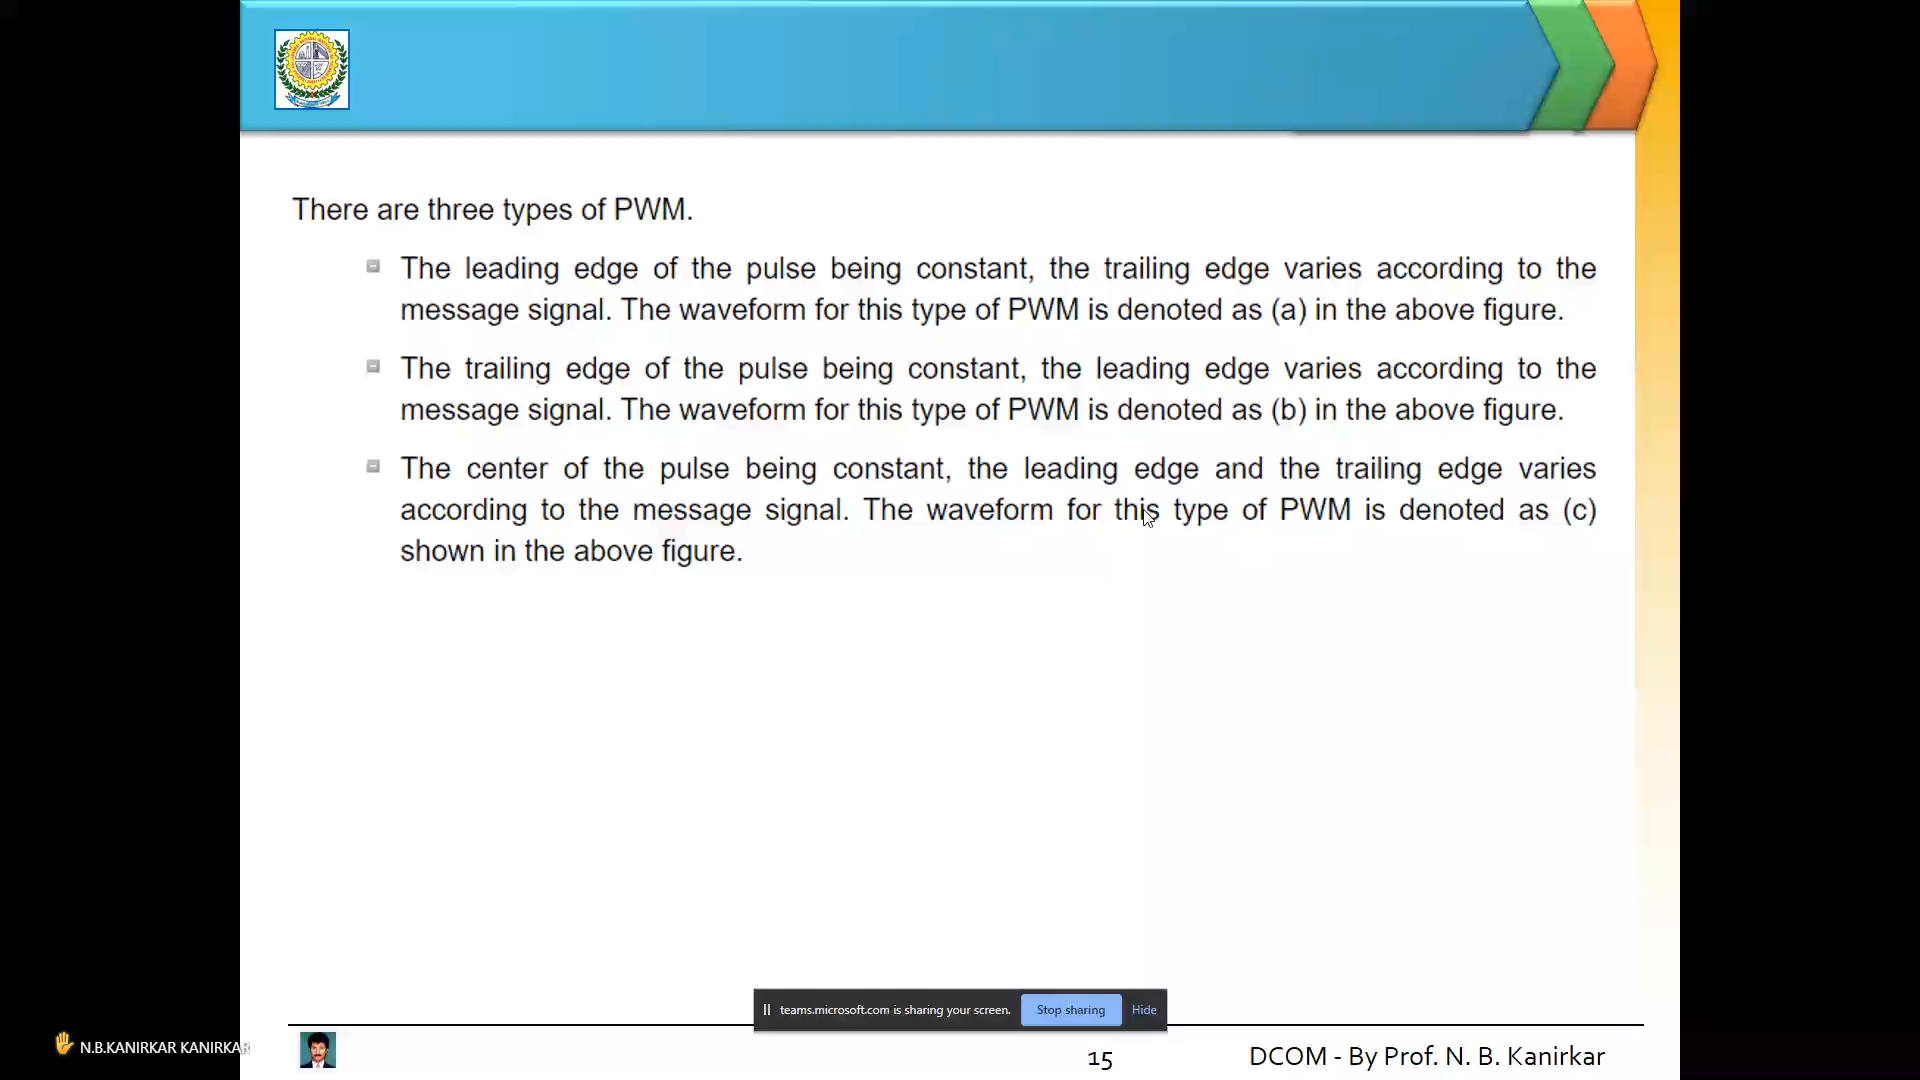 There are three types of PWM.
The leading edge of the pulse being constant, the trailing edge varies according to the
message signal. The waveform for this type of PWM is denoted as (a) in the above figure.
The trailing edge of the pulse being constant, the leading edge varies according to the
message signal. The waveform for this type of PWM is denoted as (b) in the above figure.
The center of the pulse being constant, the leading edge and the trailing edge varies
according to the message signal. The waveform for this type of PWM is denoted as (c)
shown in the above figure.
teams.microsoft.com is sharing your screen. Stop sharing Hide
N.B.KANIRKAR KANIRKAR
15 DCOM - By Prof. N. B. Kanirkar